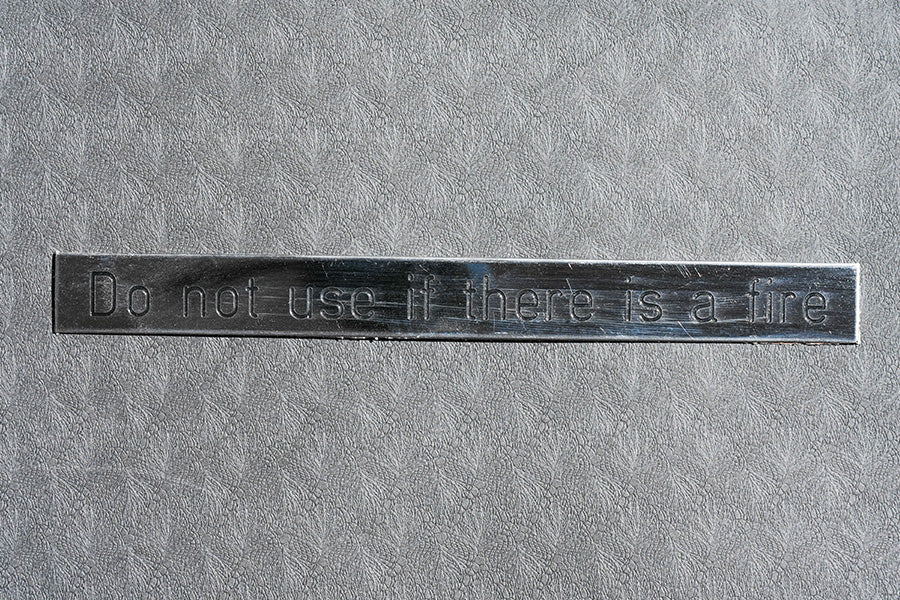 Do not use if there is a fire